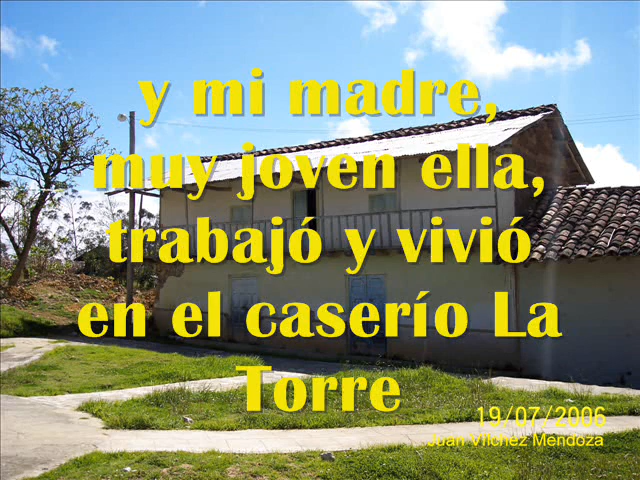 y mi madre,
muy joven ella,
trabajó y vivió
en el caserío La
Torre
19/07/2006
Juan Vilchez Mendoza